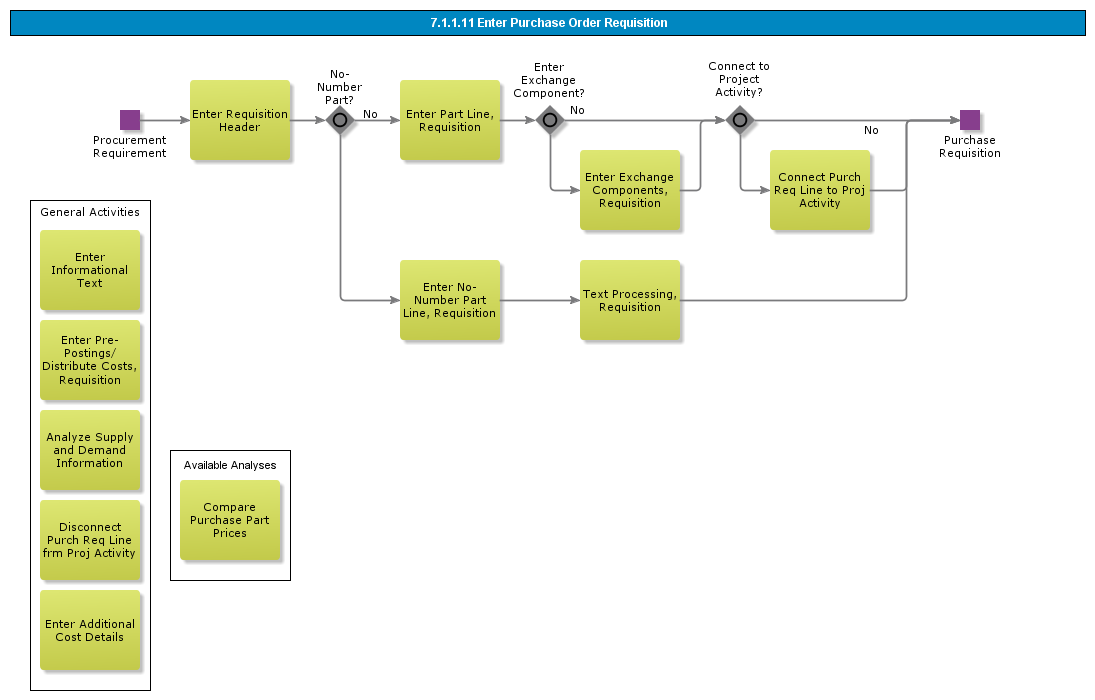 7.1.1.11 Enter Purchase Order Requisition
Procurement
Requirement
Enter Requisition
Header
No-
Number
Part?
No
Enter Part Line,
Requisition
Enter
Exchange
Component?
No
Enter Exchange
Components,
Requisition
Connect to
Project
Activity?
No
Connect Purch
Req Line to Proj
Activity
Purchase
Requisition
Enter No-
Number Part
Line, Requisition
Text Processing,
Requisition
General Activities
Enter
Informational
Text
Enter Pre-
Postings/
Distribute Costs,
Requisition
Analyze Supply
and Demand
Information
Disconnect
Purch Req Line
frm Proj Activity
Enter Additional
Cost Details
Available Analyses
Compare
Purchase Part
Prices